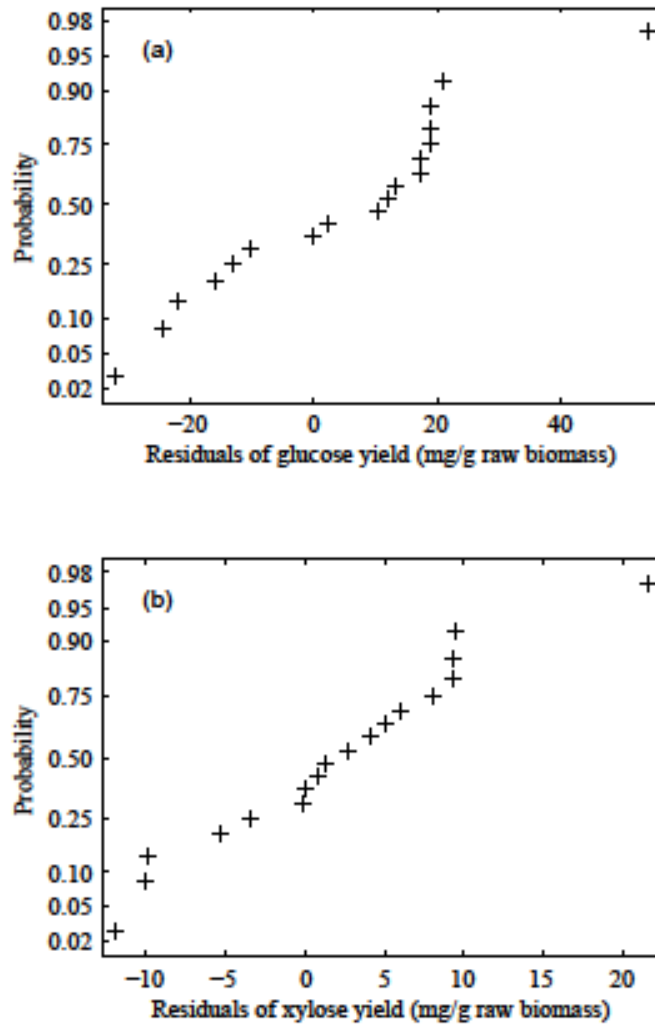 (a)
0.98
0.95
0.90
0.75
0.50
0.25
0.10
0.05
0.02
Probability
−20 0 20 40
Residuals of glucose yield (mg/g raw biomass)
(b)
0.98
0.95
0.90
0.75
0.50
0.25
0.10
0.05
0.02
Probability
−10 −5 0 5 10 15 20
Residuals of xylose yield (mg/g raw biomass)